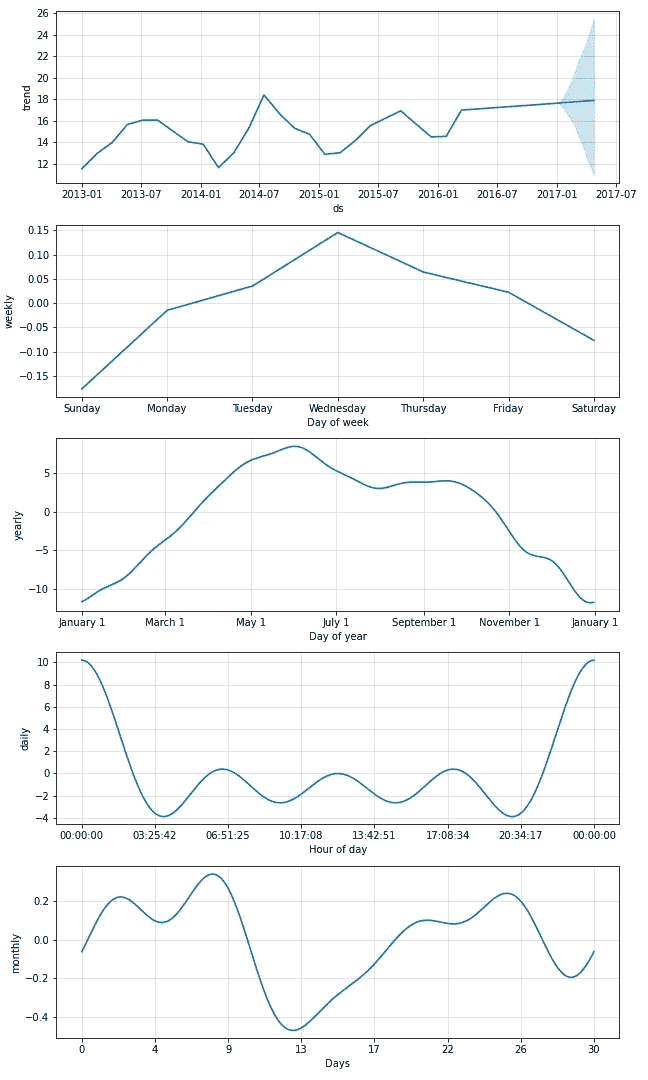 26
24
22
20
18
16
14
12
trend
2013-01 2013-07 2014-01 2014-07 2015-01 2015-07 2016-01 2016-07 2017-01 2017-07
ds
0.15
0.10
0.05
0.00
−0.05
−0.10
−0.15
weekly
Sunday Monday Tuesday Wednesday Thursday Friday Saturday
Day of week
5
0
−5
−10
yearly
January 1 March 1 May 1 July 1 September 1 November 1 January 1
Day of year
10
8
6
4
2
0
−2
−4
daily
00:00:00 03:25:42 06:51:25 10:17:08 13:42:51 17:08:34 20:34:17 00:00:00
Hour of day
0.2
0.0
−0.2
−0.4
monthly
0 4 9 13 17 22 26 30
Days